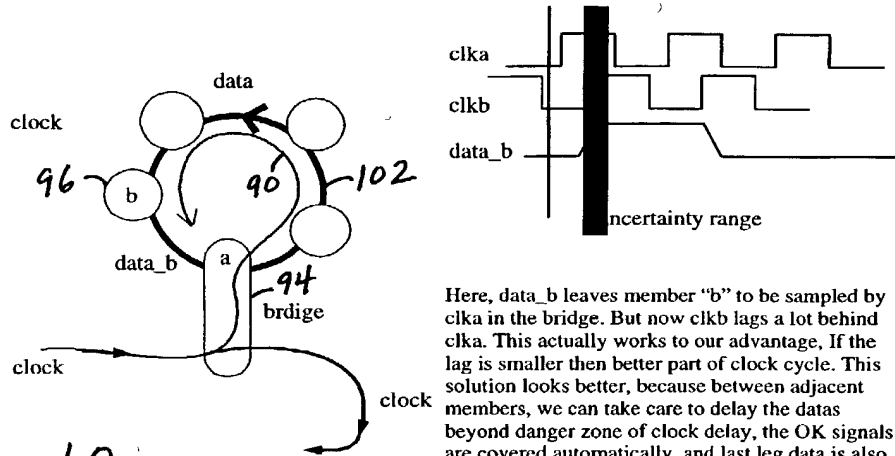 data
clock
96
b
90
102
data_b
a
94
brdige
clock
clock
clka
clkb
data_b
ncertainty range
Here, data_b leaves member “b” to be sampled by
clka in the bridge. But now clkb lags a lot behind
clka. This actually works to our advantage, If the
lag is smaller then better part of clock cycle. This
solution looks better, because between adjacent
members, we can take care to delay the datas
beyond danger zone of clock delay, the OK signals
are covered automatically, and last leg data is also